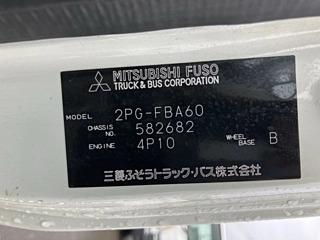 MITSUBISHI FUSO
TRUCK & BUS CORPORATION
MODEL 2PG-FBA60
CHASSIS NO. 582682
ENGINE 4P10 WHEEL BASE B
三菱ふそうトラック・バス株式会社